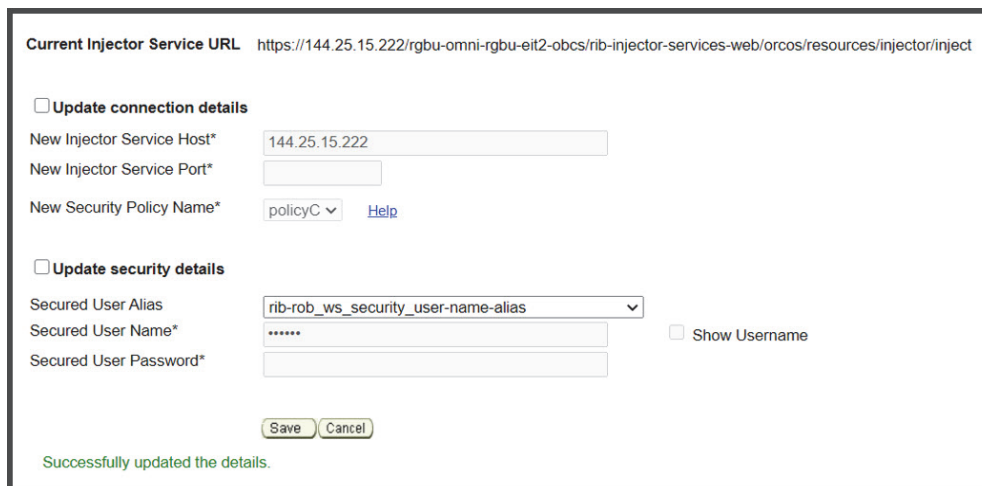 Current Injector Service URL https://144.25.15.222/rgbu-omni-rgbu-eit2-obcs/rib-injector-services-web/orcos/resources/injector/inject
Update connection details
New Injector Service Host* 144.25.15.222
New Injector Service Port*
New Security Policy Name* policyC Help
Update security details
Secured User Alias rib-rob_ws_security_user-name-alias
Secured User Name* •••••• Show Username
Secured User Password*
Save Cancel
Successfully updated the details.